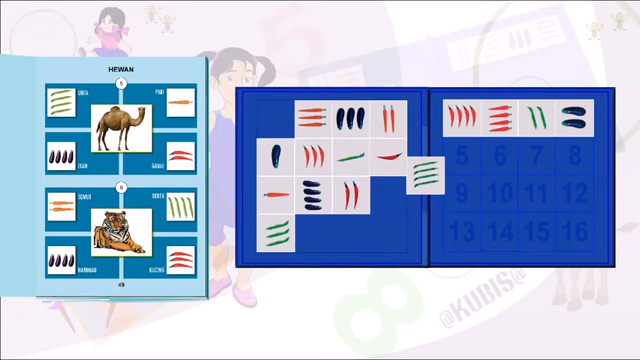 HEWAN
5
UNTA
PARI
IKAN
GAJAH
6
SEMUT
BEBEK
HARIMAU
KUCING
49
5 6 7 8
9 10 11 12
13 14 15 16
8
@KUBIS@